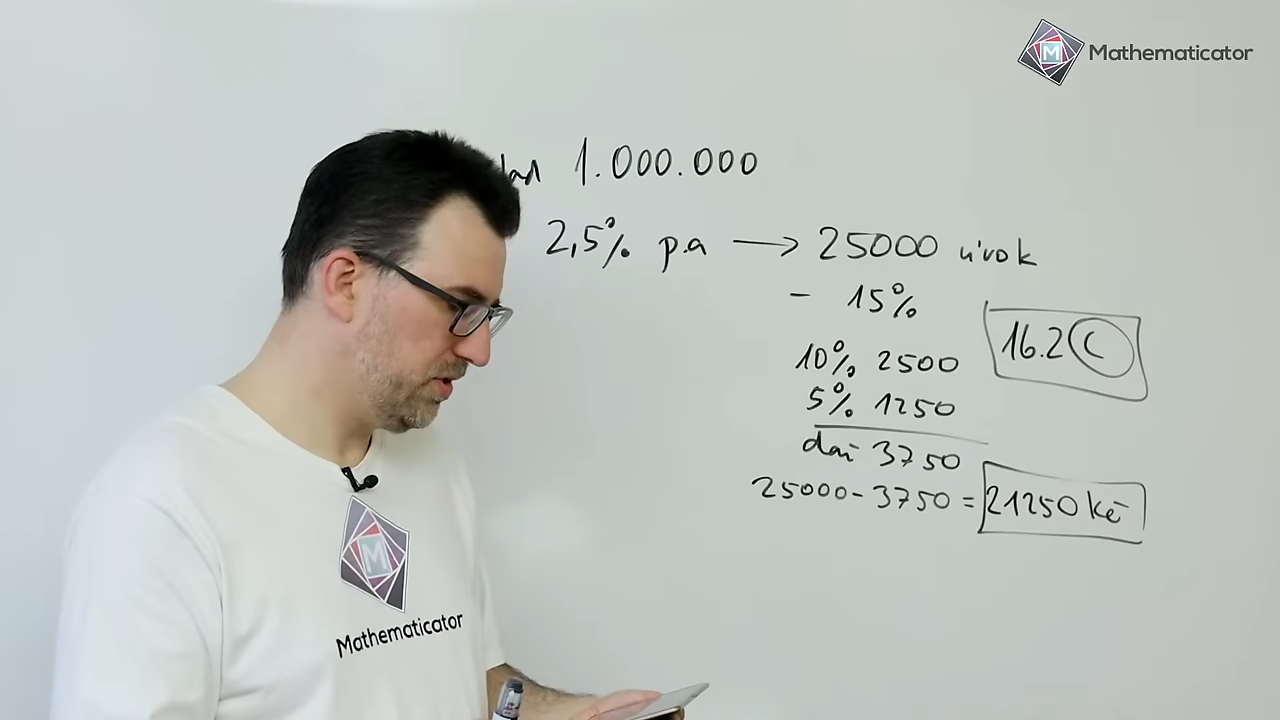 Mathematicator
1.000.000
2,5% p.a → 25000 úrok
- 15%
10% 2500
5% 1250
daň 3750
25000 - 3750 = 21250 kč
16.2 C
M
Mathematicator